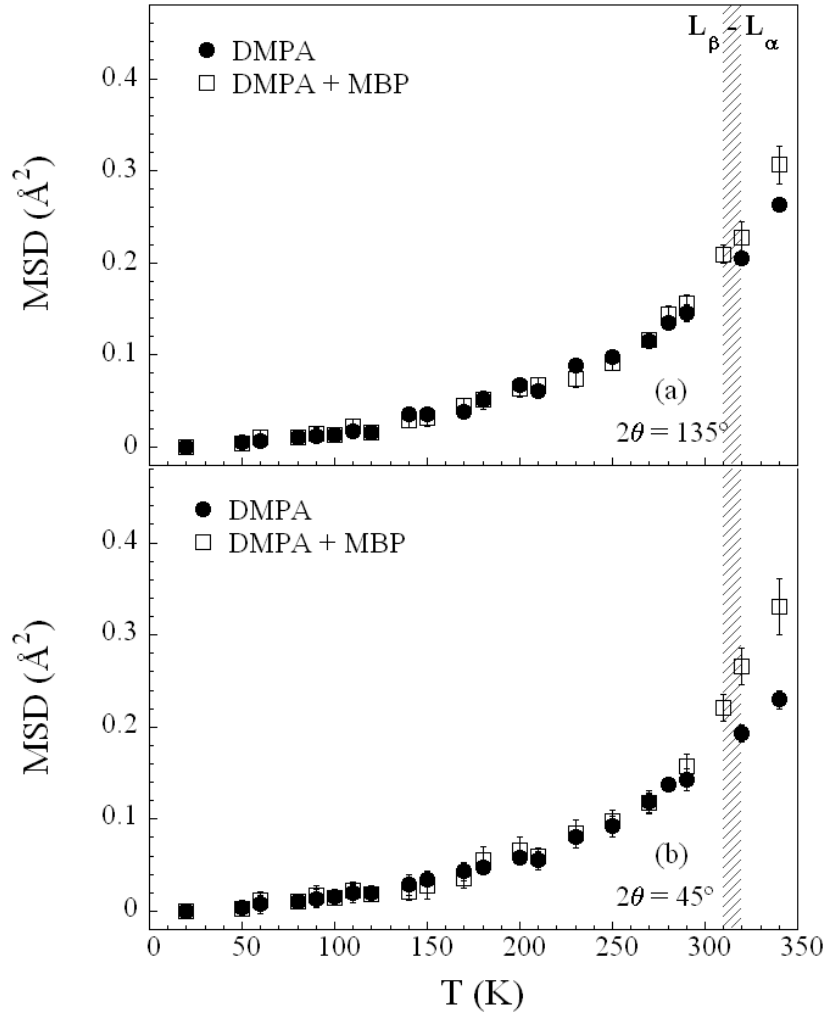 L_β - L_α
DMPA
DMPA + MBP
0.4
0.3
0.2
0.1
0
MSD (Å²)
(a)
2θ = 135°
DMPA
DMPA + MBP
0.4
0.3
0.2
0.1
0
MSD (Å²)
(b)
2θ = 45°
0 50 100 150 200 250 300 350
T (K)